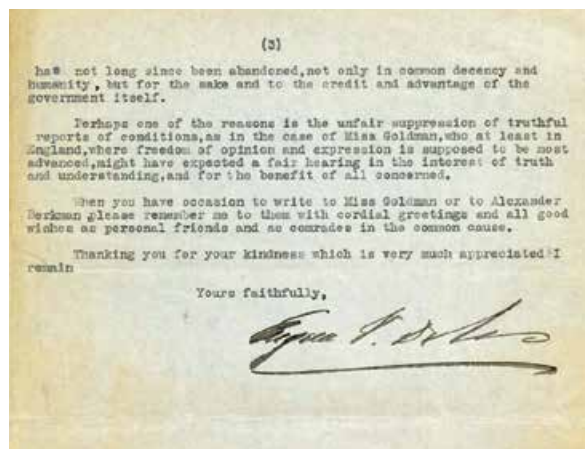 (3)
has not long since been abandoned,not only in common decency and
humanity, but for the sake and to the credit and advantage of the
government itself.
Perhaps one of the reasons is the unfair suppression of truthful
reports of conditions,as in the case of Miss Goldman,who at least in
England,where freedom of opinion and expression is supposed to be most
advanced,might have expected a fair hearing in the interest of truth
and understanding,and for the benefit of all concerned.
When you have occasion to write to Miss Goldman or to Alexander
Berkman please remember me to them with cordial greetings and all good
wishes as personal friends and as comrades in the common cause.
Thanking you for your kindness which is very much appreciated I
remain
Yours faithfully,
Eugene V. Debs